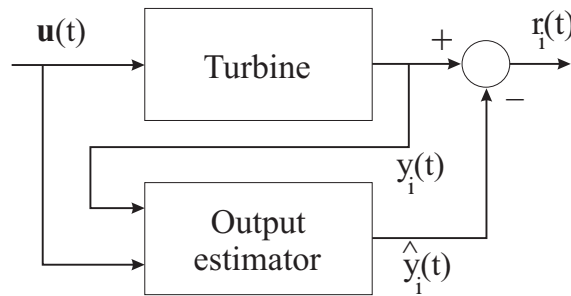 u(t)
Turbine
+
r_i(t)
−
y_i(t)
Output
estimator
ŷ_i(t)